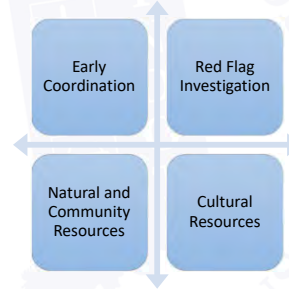 Early
Coordination
Red Flag
Investigation
Natural and
Community
Resources
Cultural
Resources